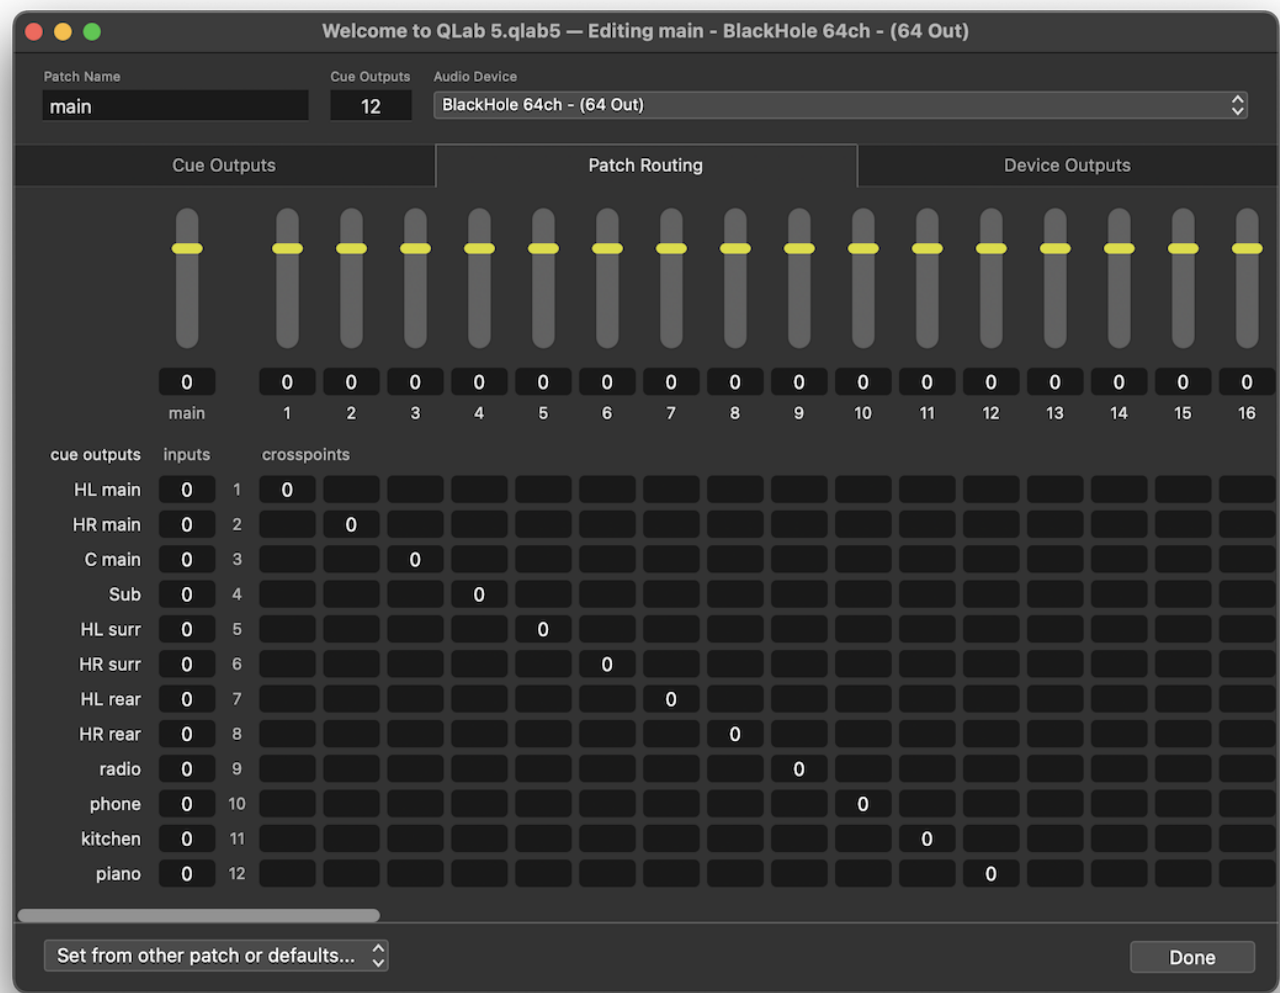 Welcome to QLab 5.qlab5 — Editing main - BlackHole 64ch - (64 Out)
Patch Name Cue Outputs Audio Device
main 12 BlackHole 64ch - (64 Out)
Cue Outputs Patch Routing Device Outputs
0 0 0 0 0 0 0 0 0 0 0 0 0 0 0 0 0
main 1 2 3 4 5 6 7 8 9 10 11 12 13 14 15 16
cue outputs inputs crosspoints
HL main 0 1 0
HR main 0 2 0
C main 0 3 0
Sub 0 4 0
HL surr 0 5 0
HR surr 0 6 0
HL rear 0 7 0
HR rear 0 8 0
radio 0 9 0
phone 0 10 0
kitchen 0 11 0
piano 0 12 0
Set from other patch or defaults... Done